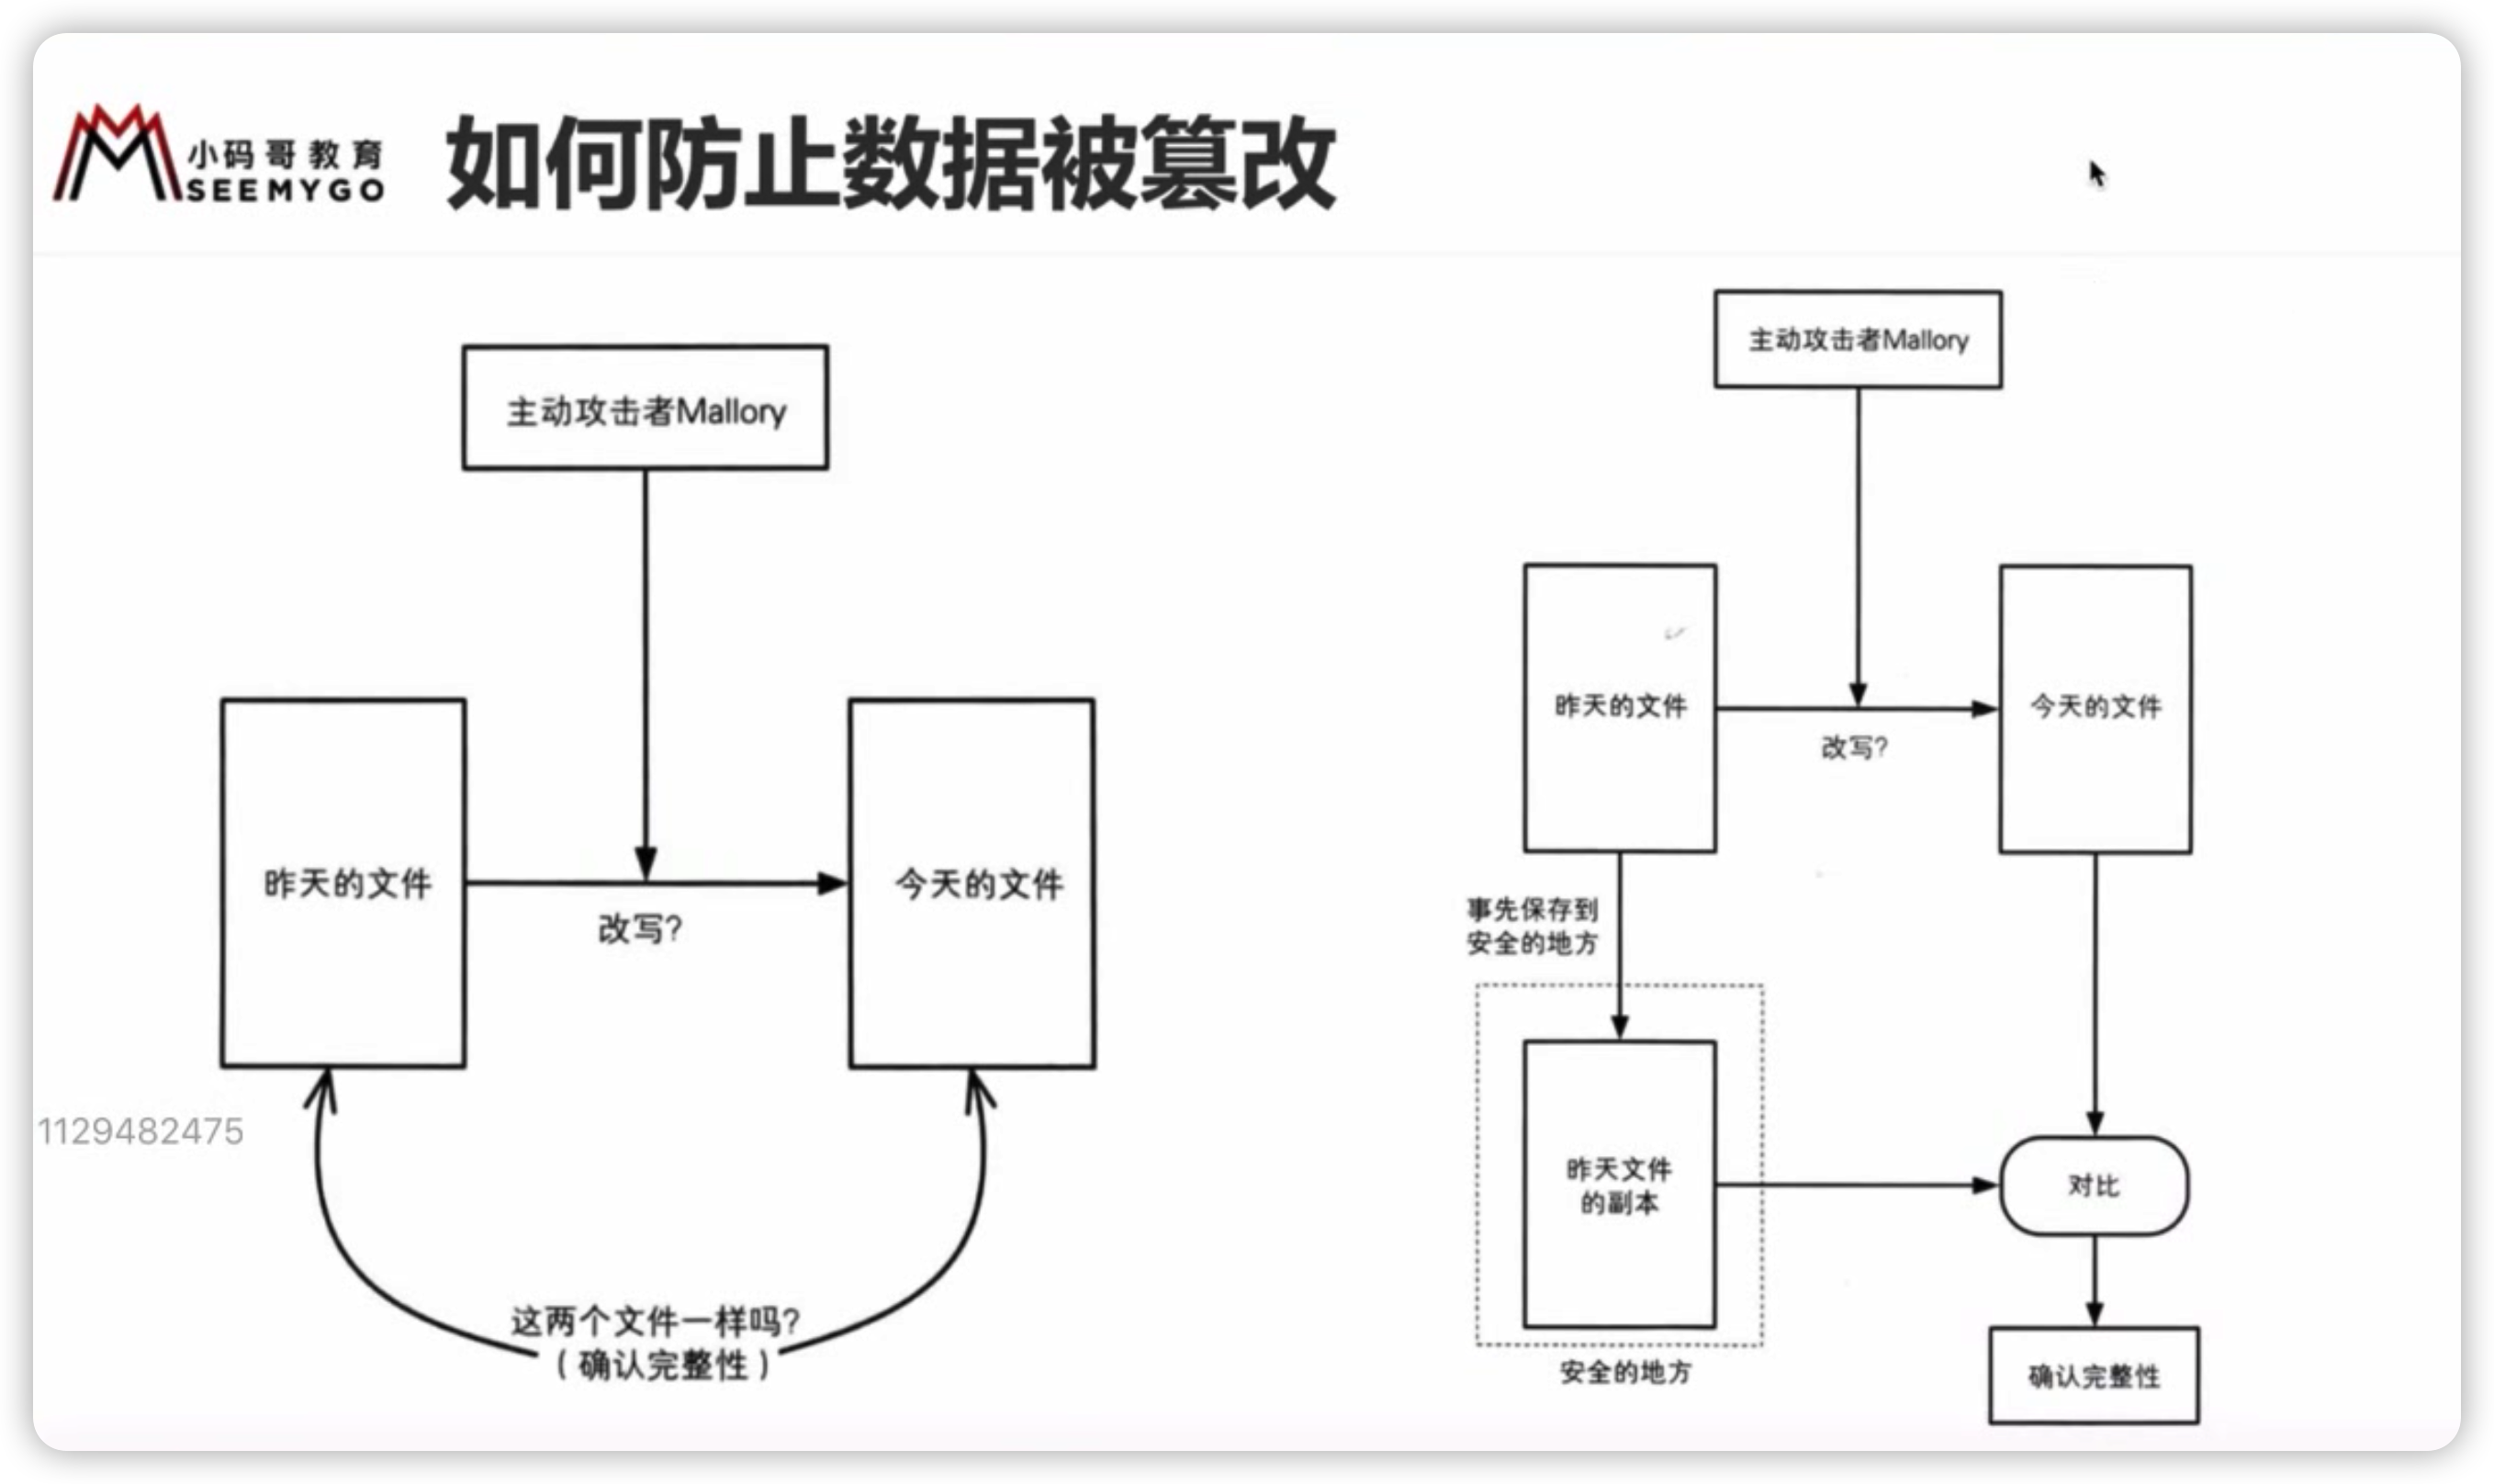 小码哥教育
SEEMYGO
如何防止数据被篡改
主动攻击者Mallory
昨天的文件
改写?
今天的文件
这两个文件一样吗?
(确认完整性)
1129482475
主动攻击者Mallory
昨天的文件
改写?
今天的文件
事先保存到
安全的地方
昨天文件
的副本
安全的地方
对比
确认完整性